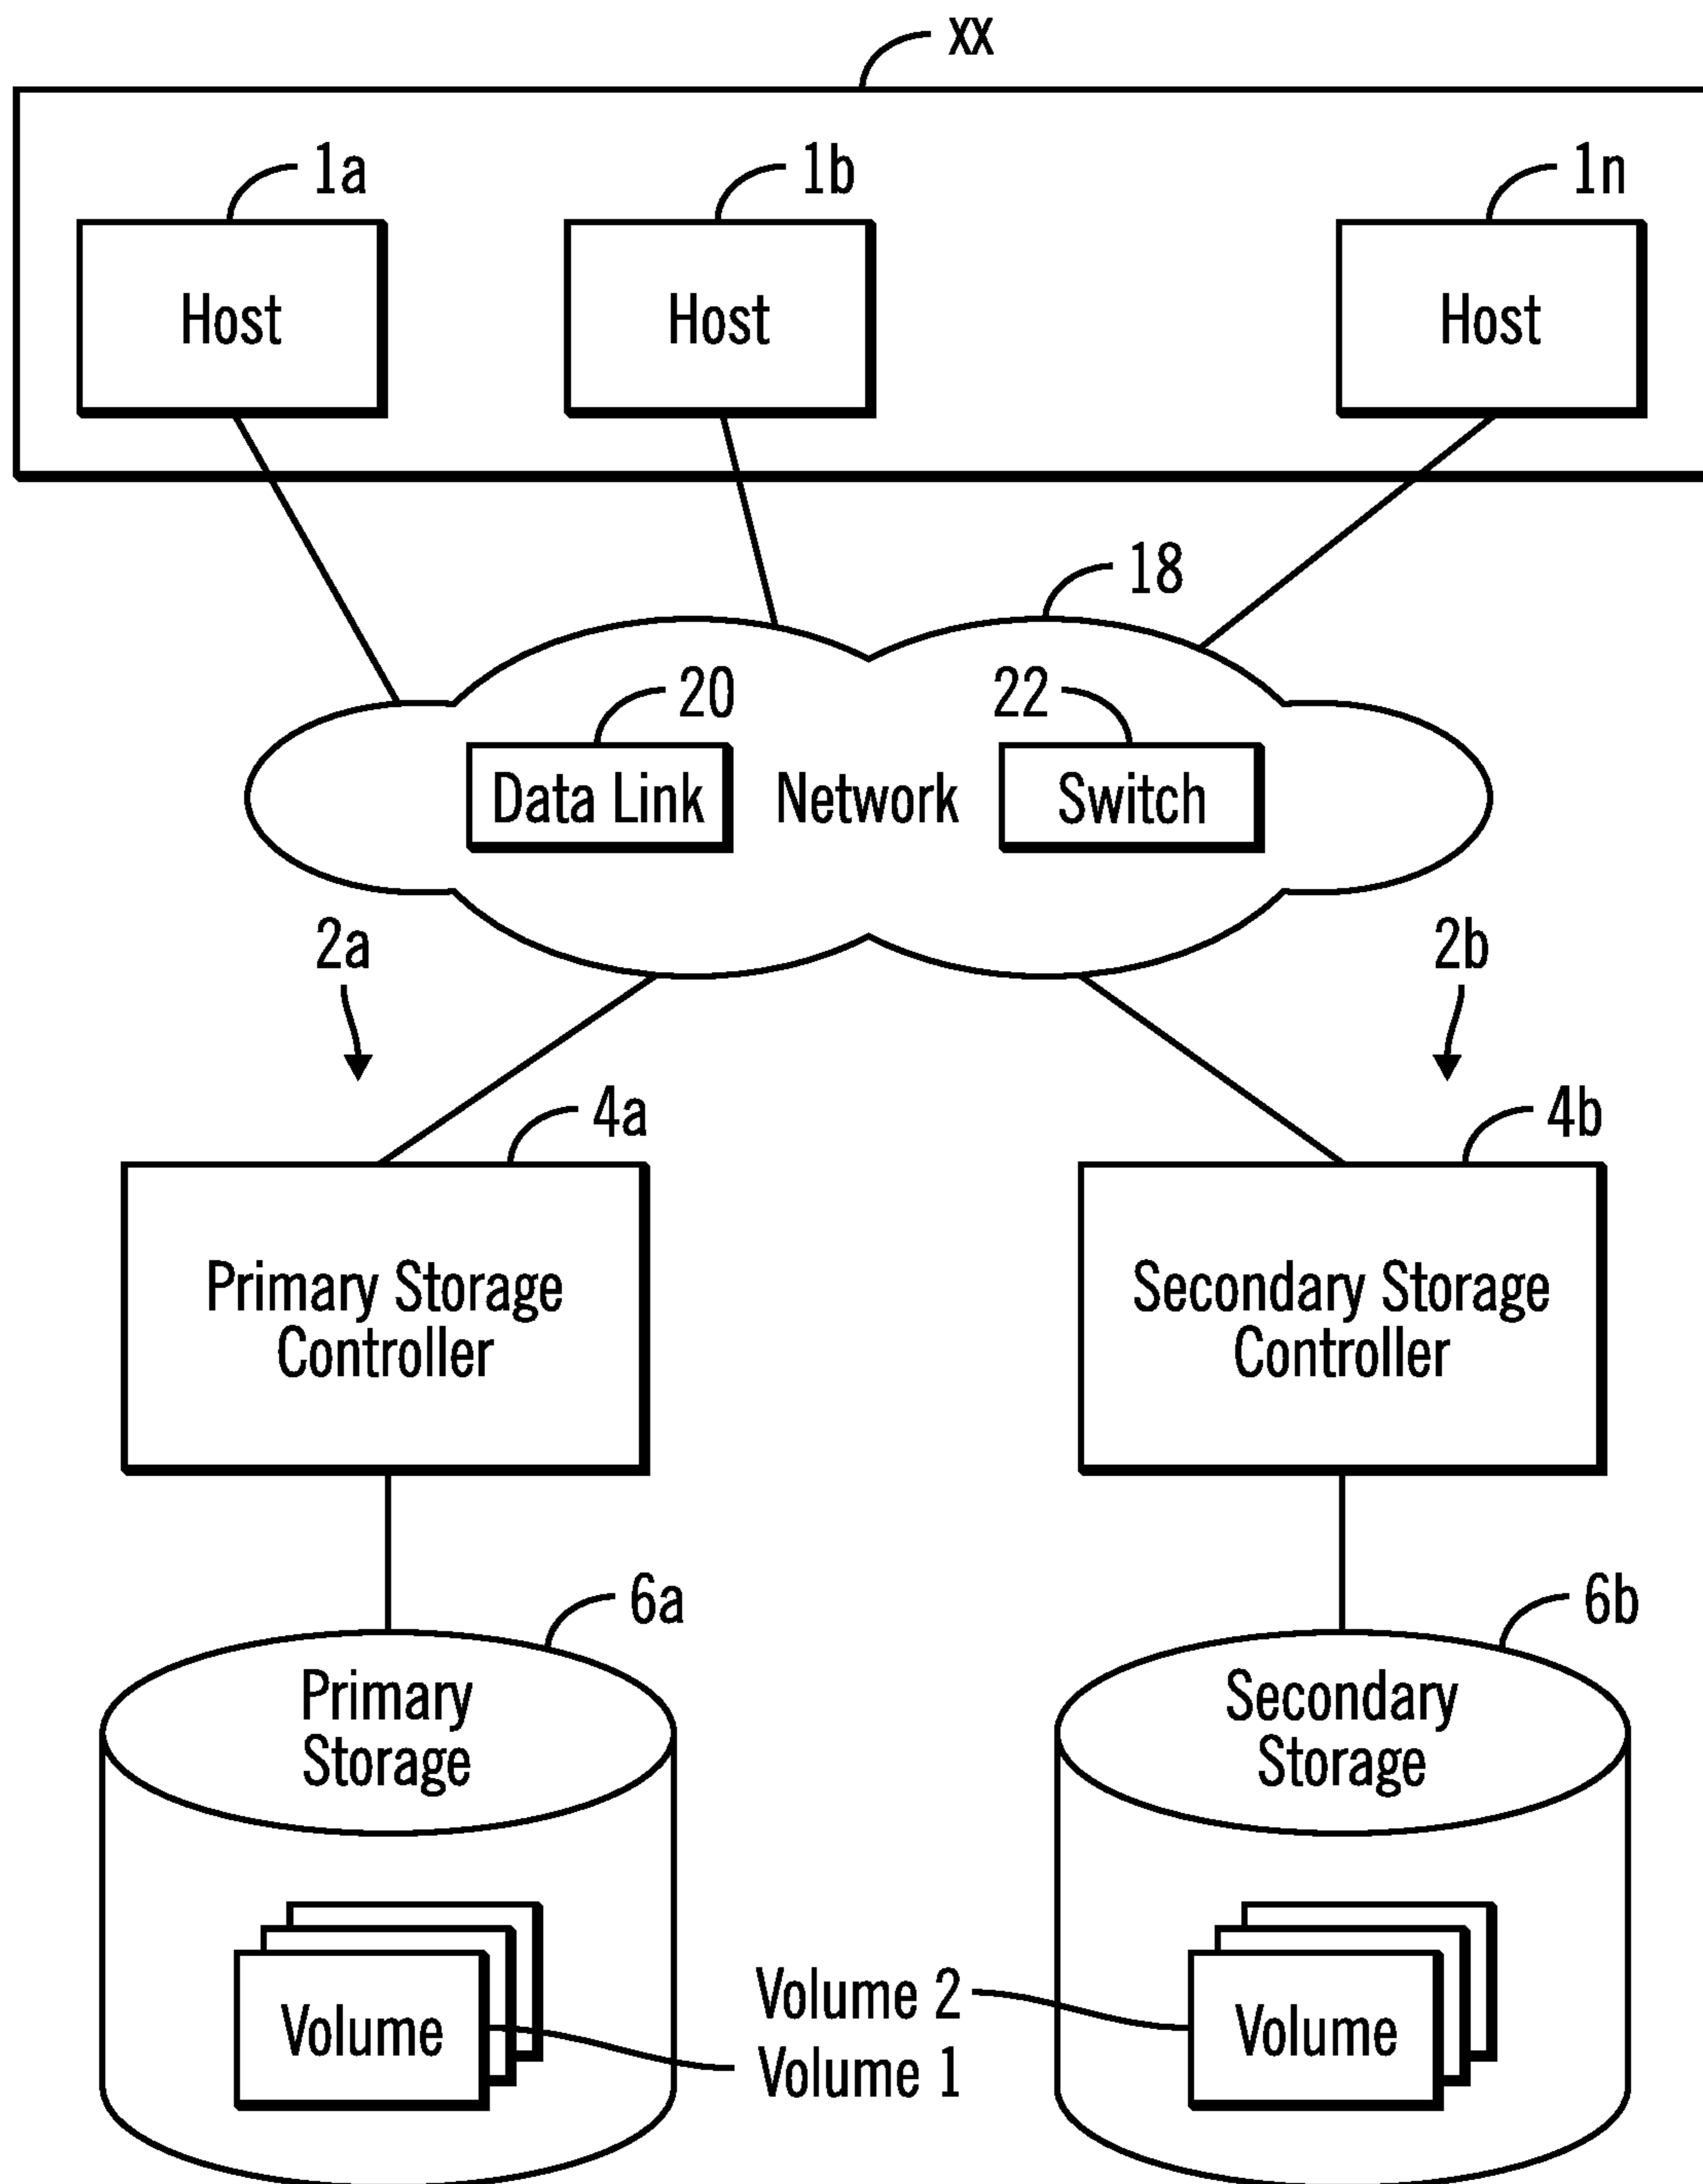 xx
1a
1b
1n
Host
Host
Host
18
20
22
Data Link
Network
Switch
2a
2b
4a
4b
Primary Storage
Controller
Secondary Storage
Controller
6a
6b
Primary
Storage
Secondary
Storage
Volume
Volume 2
Volume 1
Volume